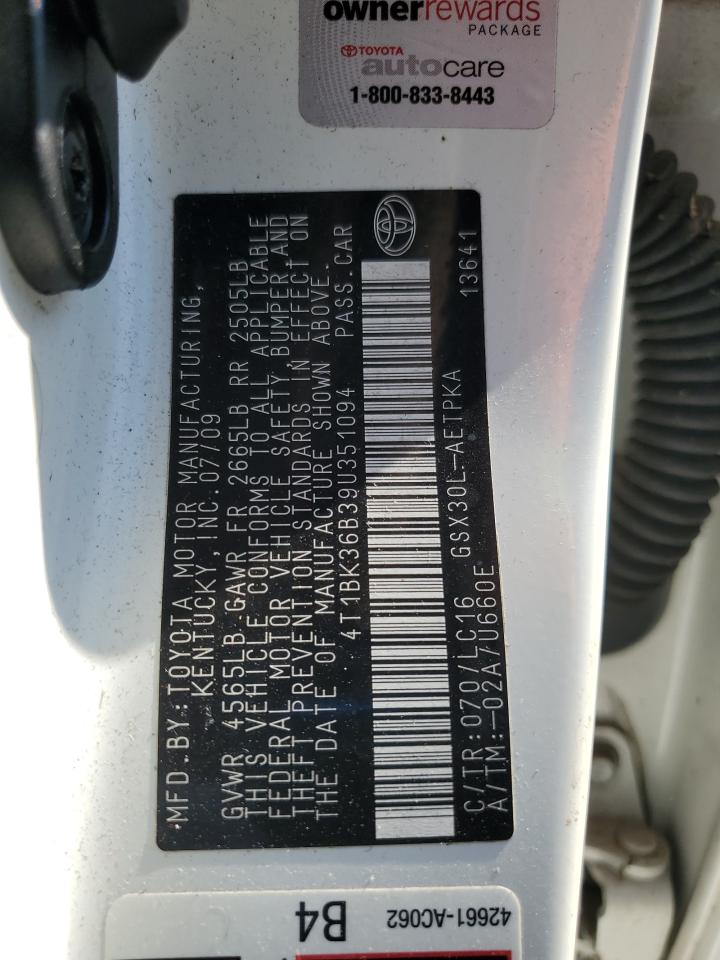 ownerrewards
PACKAGE
TOYOTA
autocare
1-800-833-8443
MFD.BY:TOYOTA MOTOR MANUFACTURING,
KENTUCKY,INC.07/09
GVWR 4565LB GAWR FR 2665LB RR 2505LB
THIS VEHICLE CONFORMS TO ALL APPLICABLE
FEDERAL MOTOR VEHICLE SAFETY BUMPER AND
THEFT PREVENTION STANDARDS IN EFFECT ON
THE DATE OF MANUFACTURE SHOWN ABOVE.
4T1BK36B39U351094 PASS.CAR
C/TR:070/LC16 GSX30L-AETPKA 13641
A/TM:-02A/U660E
B4
42661-AC062